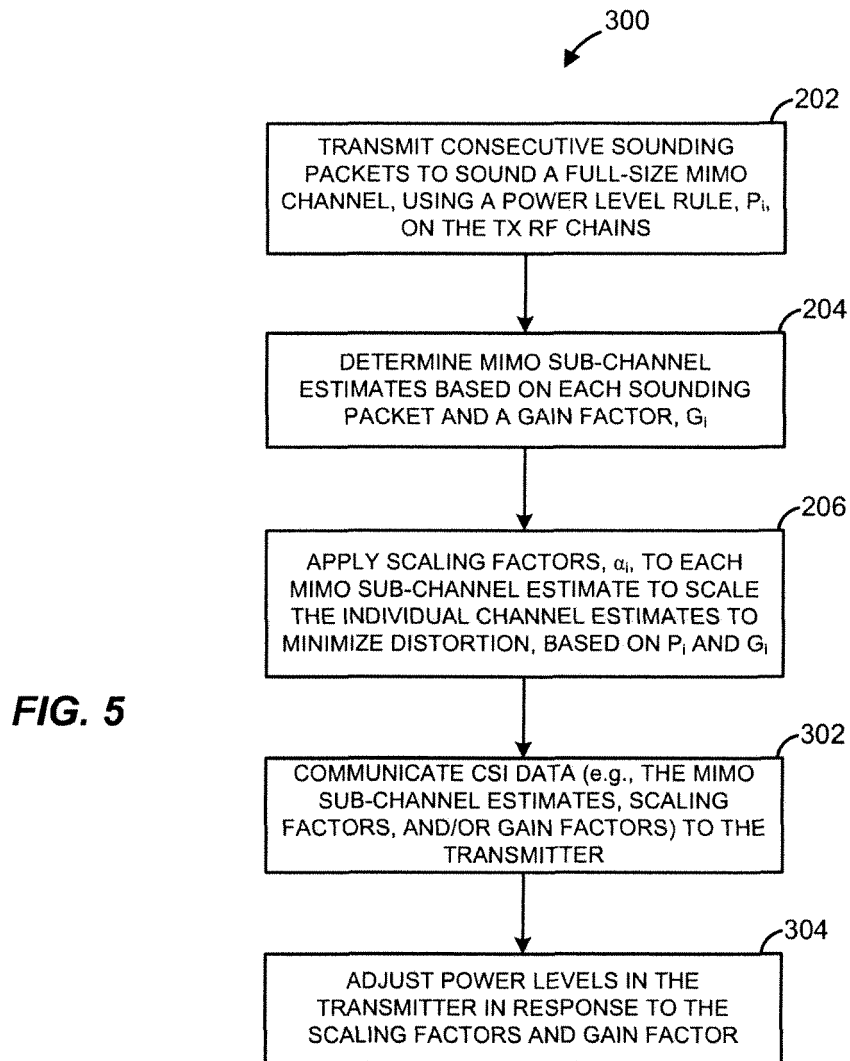 300
202
TRANSMIT CONSECUTIVE SOUNDING
PACKETS TO SOUND A FULL-SIZE MIMO
CHANNEL, USING A POWER LEVEL RULE, Pᵢ,
ON THE TX RF CHAINS
204
DETERMINE MIMO SUB-CHANNEL
ESTIMATES BASED ON EACH SOUNDING
PACKET AND A GAIN FACTOR, Gᵢ
206
APPLY SCALING FACTORS, αᵢ, TO EACH
MIMO SUB-CHANNEL ESTIMATE TO SCALE
THE INDIVIDUAL CHANNEL ESTIMATES TO
MINIMIZE DISTORTION, BASED ON Pᵢ AND Gᵢ
FIG. 5
302
COMMUNICATE CSI DATA (e.g., THE MIMO
SUB-CHANNEL ESTIMATES, SCALING
FACTORS, AND/OR GAIN FACTORS) TO THE
TRANSMITTER
304
ADJUST POWER LEVELS IN THE
TRANSMITTER IN RESPONSE TO THE
SCALING FACTORS AND GAIN FACTOR